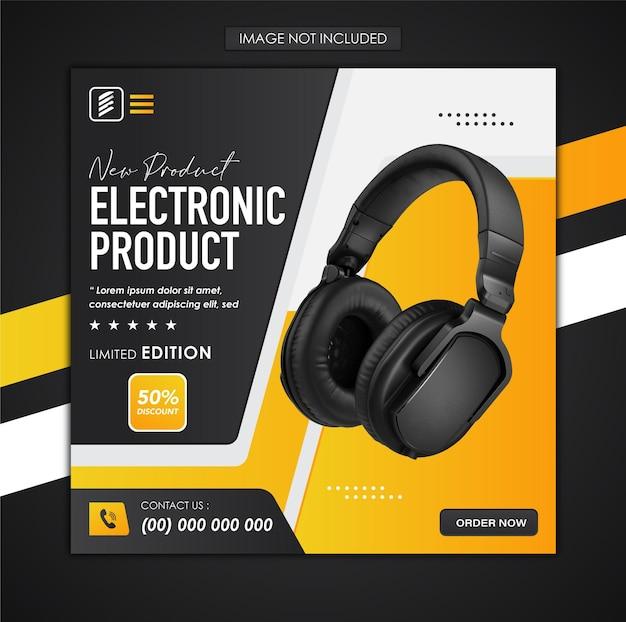 IMAGE NOT INCLUDED
New Product
ELECTRONIC
PRODUCT
“ Lorem ipsum dolor sit amet,
consectetuer adipiscing elit, sed
LIMITED EDITION
50%
DISCOUNT
CONTACT US :
(00) 000 000 000
ORDER NOW